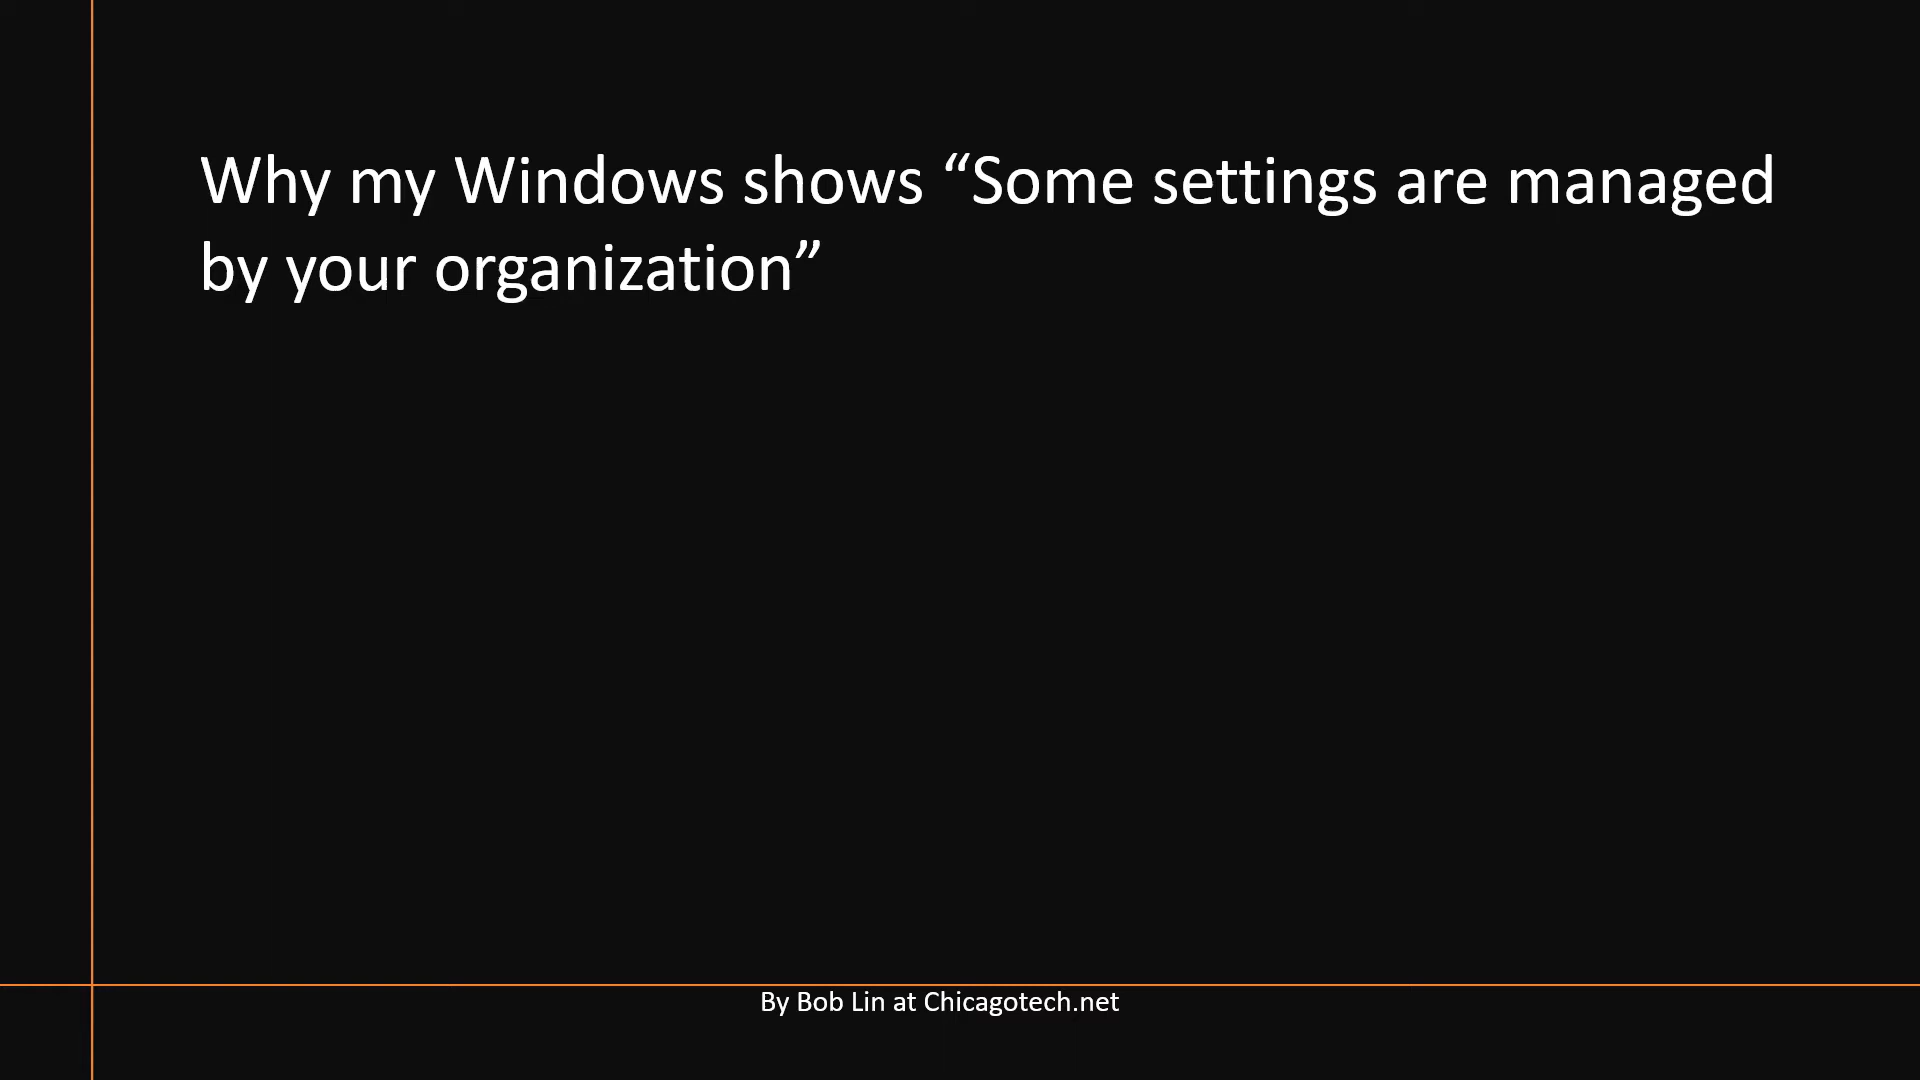 Why my Windows shows “Some settings are managed
by your organization”
By Bob Lin at Chicagotech.net